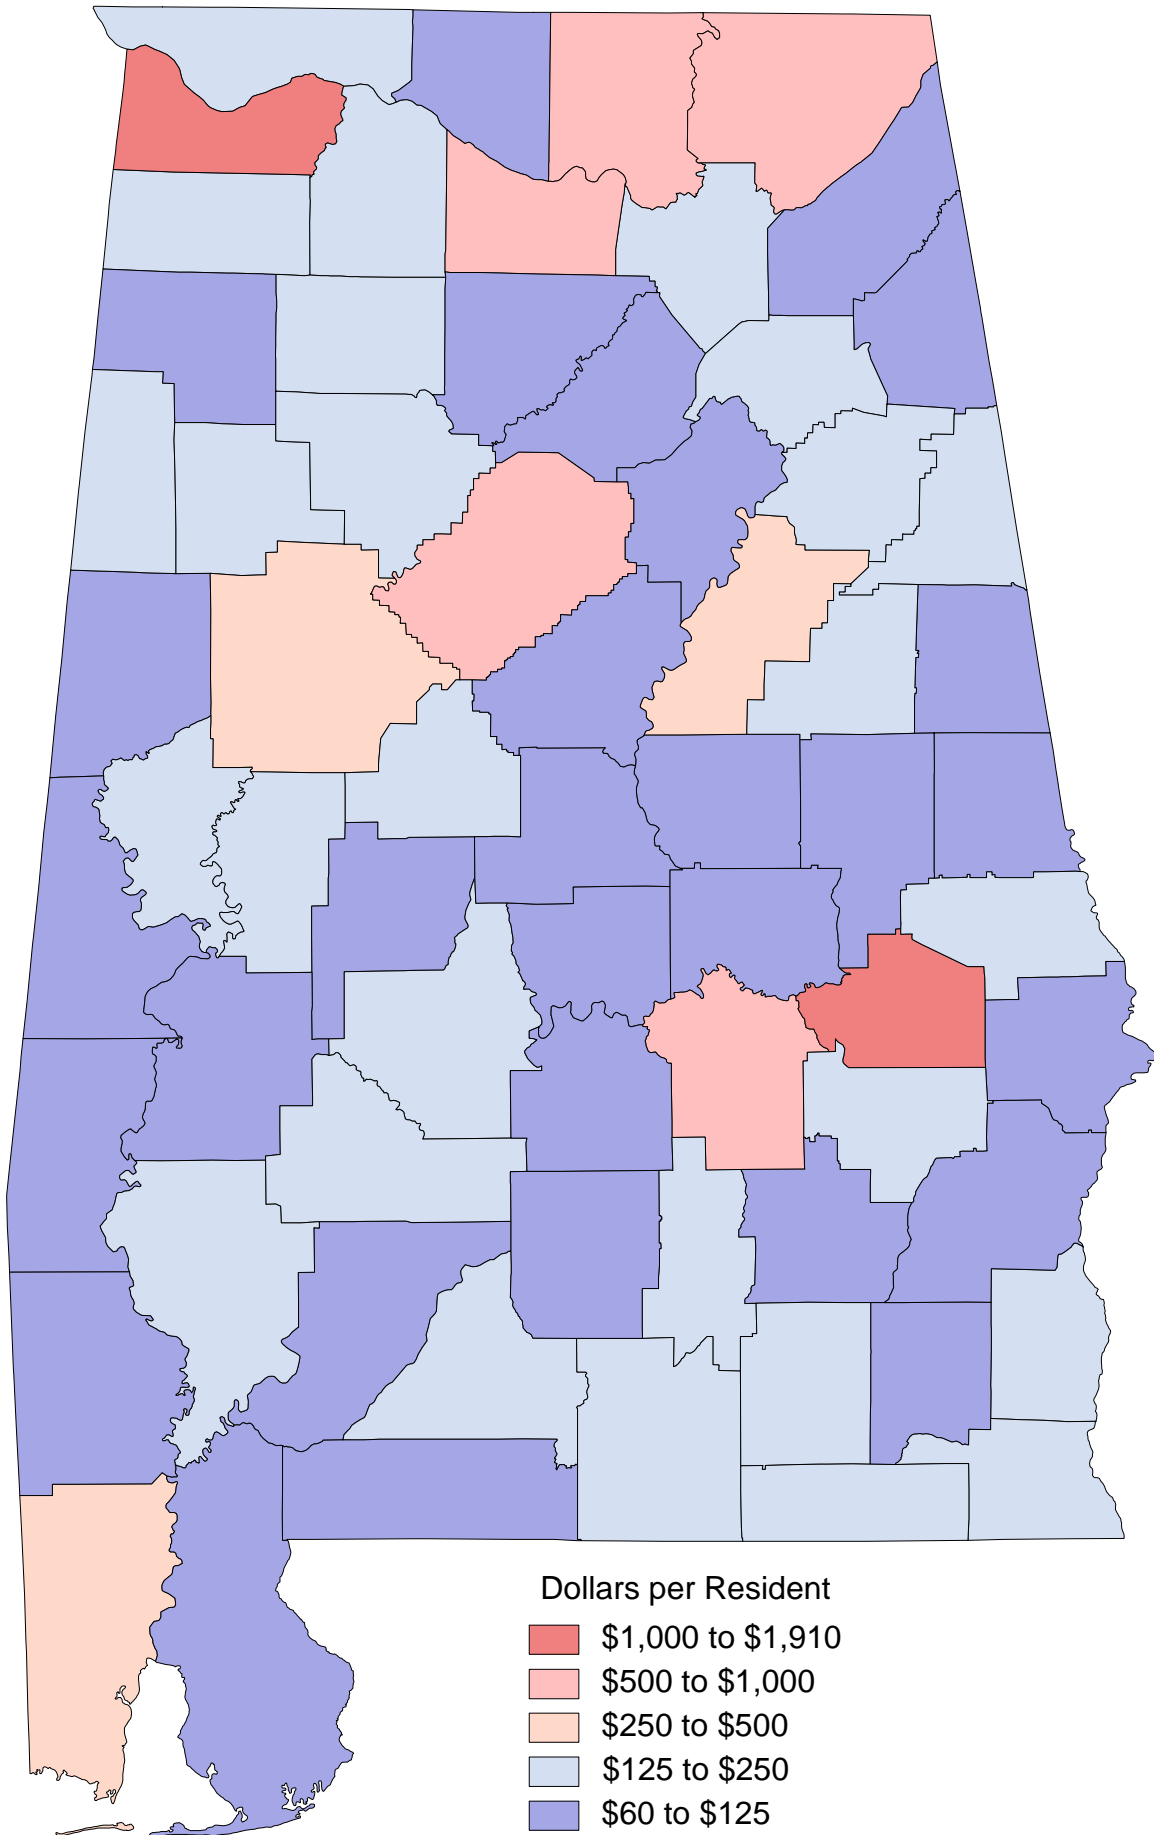 Dollars per Resident
$1,000 to $1,910
$500 to $1,000
$250 to $500
$125 to $250
$60 to $125